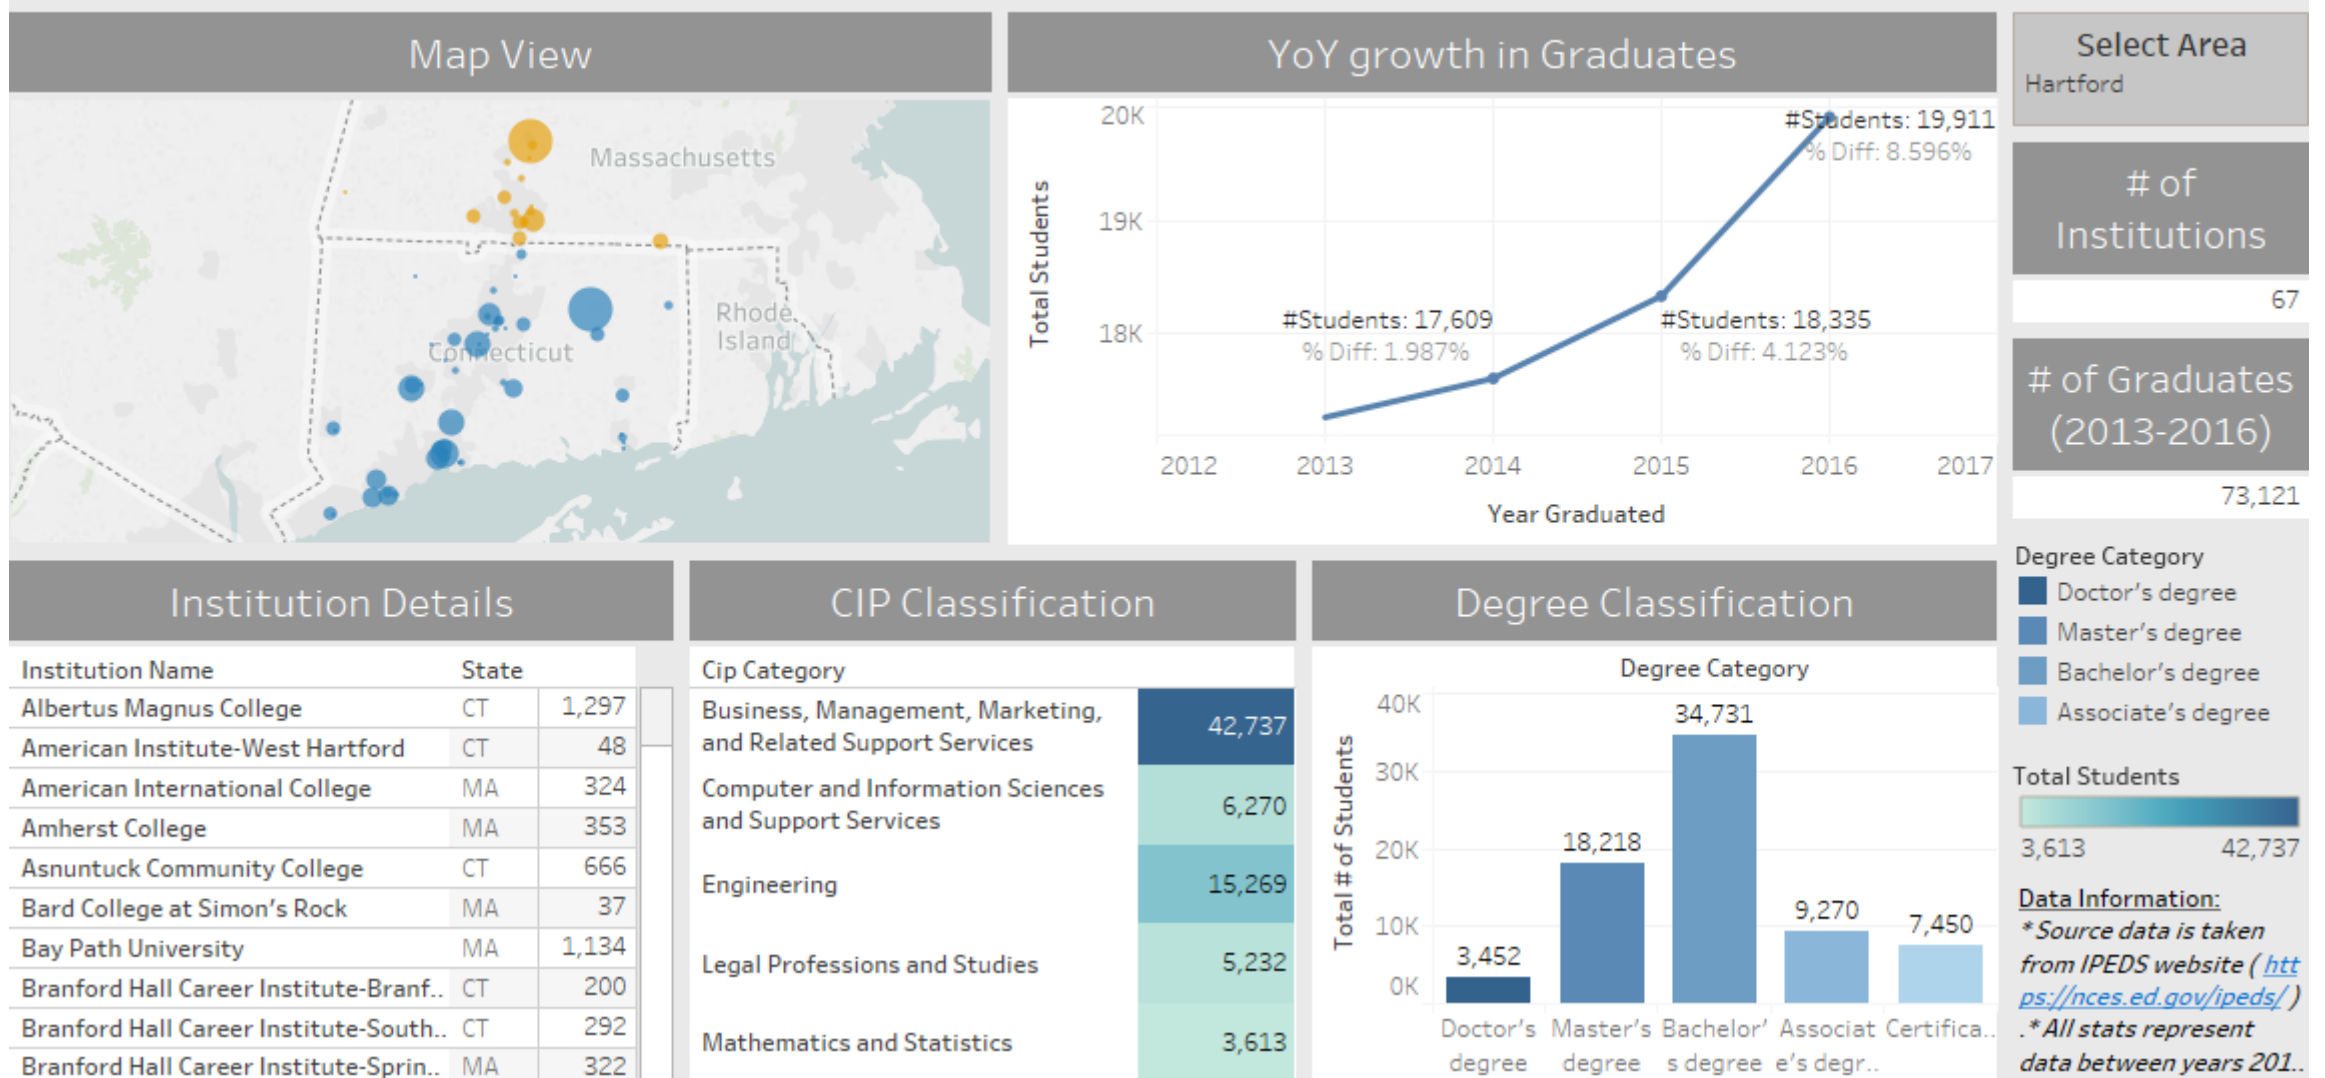 Map View
Massachusetts
Connecticut
Rhode
Island
YoY growth in Graduates
Total Students
20K
19K
18K
#Students: 19,911
% Diff: 8.596%
#Students: 17,609
% Diff: 1.987%
#Students: 18,335
% Diff: 4.123%
2012 2013 2014 2015 2016 2017
Year Graduated
Select Area
Hartford
# of
Institutions
67
# of Graduates
(2013-2016)
73,121
Institution Details
Institution Name State
Albertus Magnus College CT 1,297
American Institute-West Hartford CT 48
American International College MA 324
Amherst College MA 353
Asnuntuck Community College CT 666
Bard College at Simon's Rock MA 37
Bay Path University MA 1,134
Branford Hall Career Institute-Branf.. CT 200
Branford Hall Career Institute-South.. CT 292
Branford Hall Career Institute-Sprin.. MA 322
CIP Classification
Cip Category
Business, Management, Marketing,
and Related Support Services 42,737
Computer and Information Sciences
and Support Services 6,270
Engineering 15,269
Legal Professions and Studies 5,232
Mathematics and Statistics 3,613
Degree Classification
Degree Category
Total # of Students
40K
30K
20K
10K
0K
3,452
18,218
34,731
9,270
7,450
Doctor's
degree
Master's
degree
Bachelor'
s degree
Associat
e's degr..
Certifica..
Degree Category
Doctor's degree
Master's degree
Bachelor's degree
Associate's degree
Total Students
3,613 42,737
Data Information:
* Source data is taken
from IPEDS website ( htt
ps://nces.ed.gov/ipeds/ )
.* All stats represent
data between years 201..